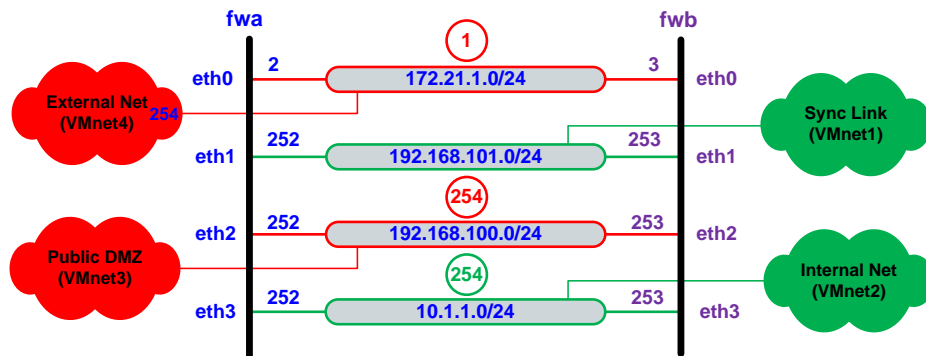 fwa
fwb
1
eth0
2
172.21.1.0/24
3
eth0
External Net
(VMnet4)
254
Sync Link
(VMnet1)
eth1
252
192.168.101.0/24
253
eth1
254
eth2
252
192.168.100.0/24
253
eth2
Public DMZ
(VMnet3)
254
Internal Net
(VMnet2)
eth3
252
10.1.1.0/24
253
eth3